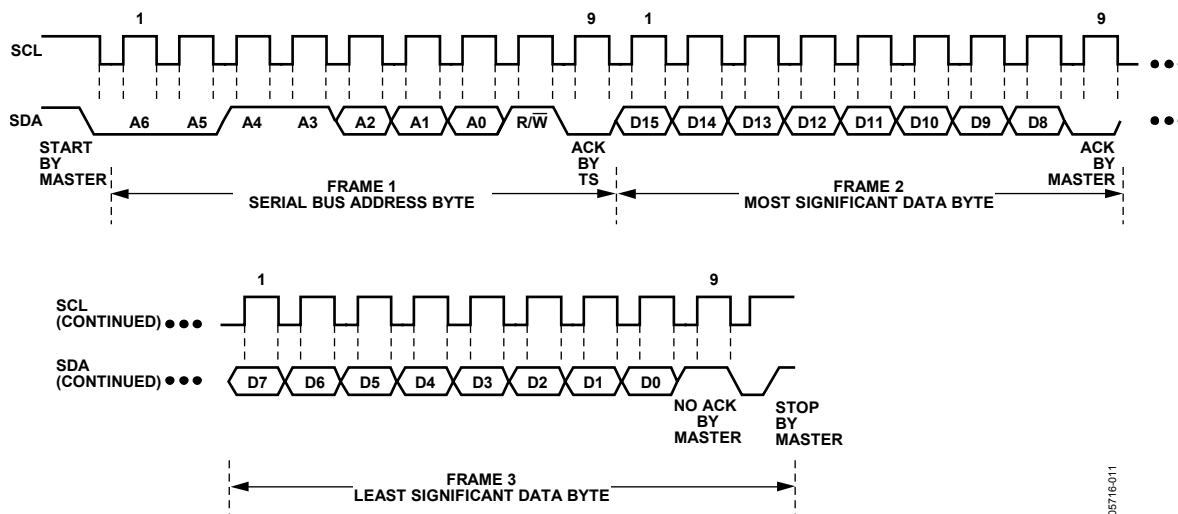 1 9 1 9
SCL
SDA A6 A5 A4 A3 A2 A1 A0 R/W̅ D15 D14 D13 D12 D11 D10 D9 D8
START
BY
MASTER
ACK
BY
TS
ACK
BY
MASTER
FRAME 1
SERIAL BUS ADDRESS BYTE
FRAME 2
MOST SIGNIFICANT DATA BYTE
1 9
SCL
(CONTINUED)
SDA
(CONTINUED) D7 D6 D5 D4 D3 D2 D1 D0
NO ACK
BY
MASTER
STOP
BY
MASTER
FRAME 3
LEAST SIGNIFICANT DATA BYTE
05716-011